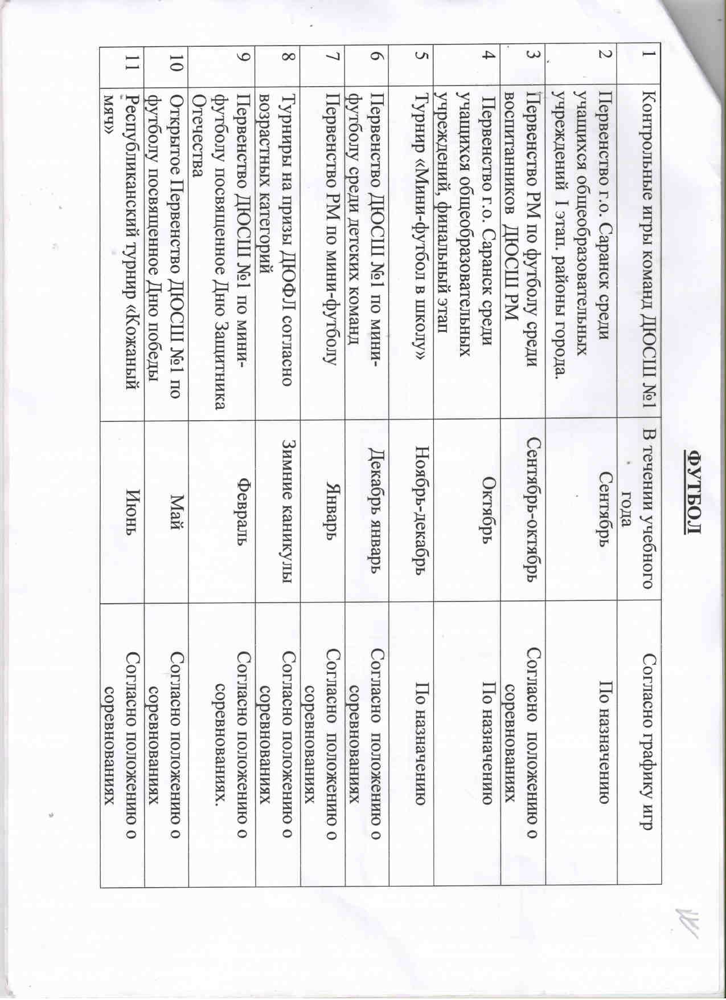 ФУТБОЛ
1
Контрольные игры команд ДЮСШ №1
В течении учебного
года
Согласно графику игр
2
Первенство г.о. Саранск среди
учащихся общеобразовательных
учреждений I этап. районы города.
Сентябрь
По назначению
3
Первенство РМ по футболу среди
воспитанников ДЮСШ РМ
Сентябрь-октябрь
Согласно положению о
соревнованиях
4
Первенство г.о. Саранск среди
учащихся общеобразовательных
учреждений, финальный этап
Октябрь
По назначению
5
Турнир «Мини-футбол в школу»
Ноябрь-декабрь
По назначению
6
Первенство ДЮСШ №1 по мини-
футболу среди детских команд
Декабрь январь
Согласно положению о
соревнованиях
7
Первенство РМ по мини-футболу
Январь
Согласно положению о
соревнованиях
8
Турниры на призы ДЮФЛ согласно
возрастных категорий
Зимние каникулы
Согласно положению о
соревнованиях
9
Первенство ДЮСШ №1 по мини-
футболу посвященное Дню Защитника
Отечества
Февраль
Согласно положению о
соревнованиях.
10
Открытое Первенство ДЮСШ №1 по
футболу посвященное Дню победы
Май
Согласно положению о
соревнованиях
11
Республиканский турнир «Кожаный
мяч»
Июнь
Согласно положению о
соревнованиях